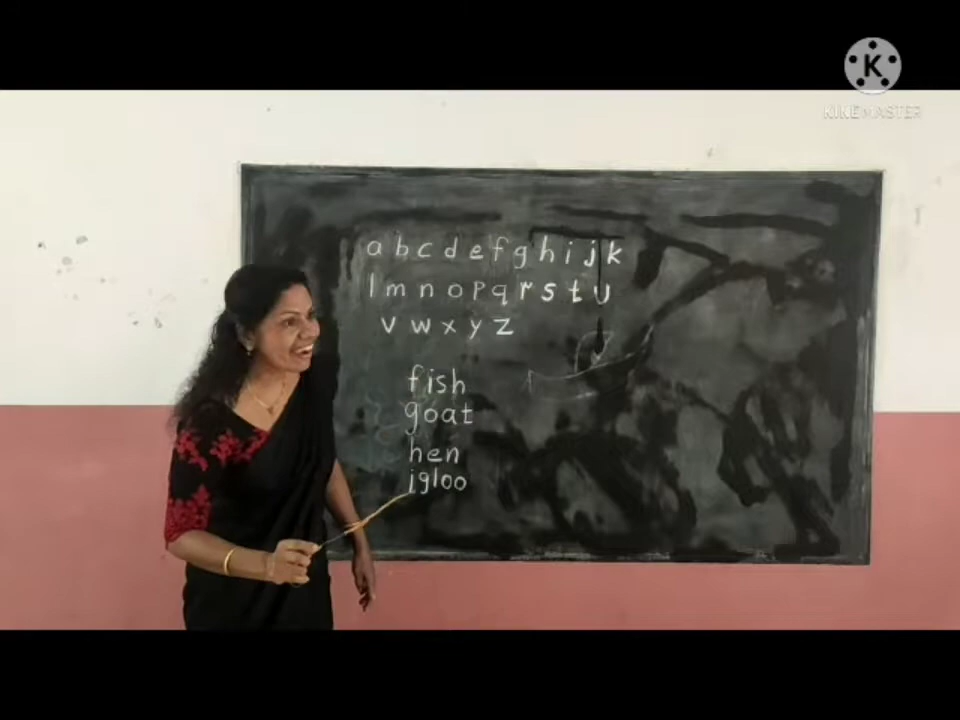 K
KINEMASTER
a b c d e f g h i j k
l m n o p q r s t u
v w x y z
fish
goat
hen
igloo